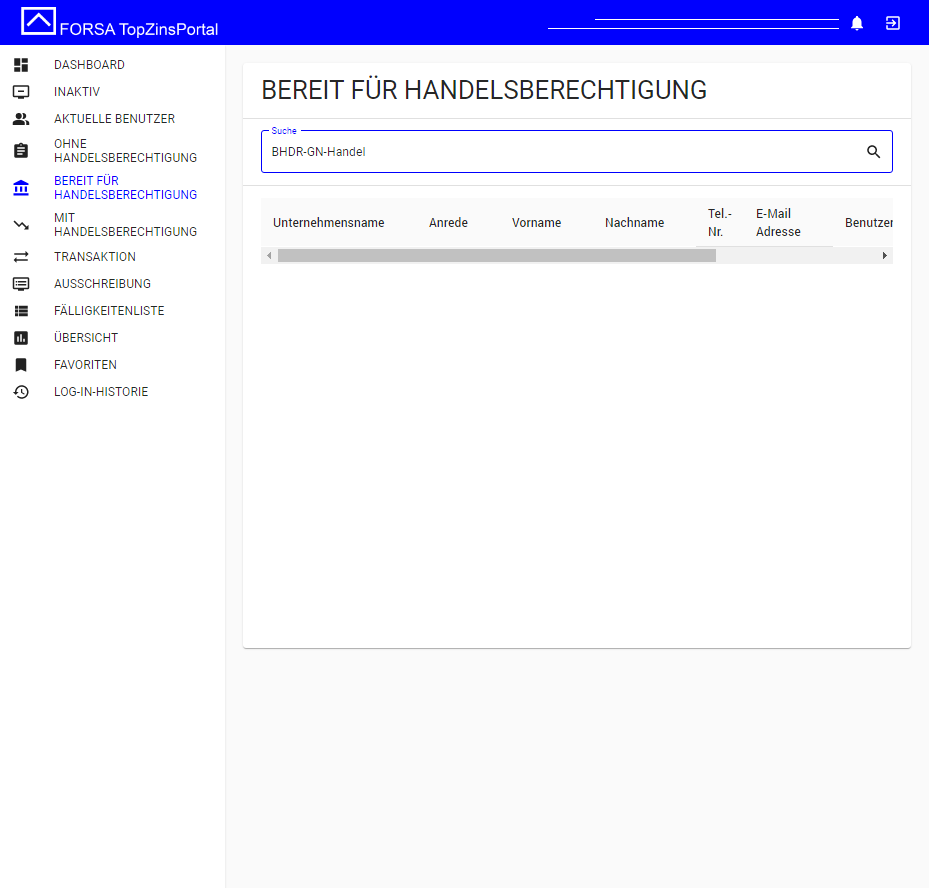 FORSA TopZinsPortal
DASHBOARD
INAKTIV
AKTUELLE BENUTZER
OHNE
HANDELSBERECHTIGUNG
BEREIT FÜR
HANDELSBERECHTIGUNG
MIT
HANDELSBERECHTIGUNG
TRANSAKTION
AUSSCHREIBUNG
FÄLLIGKEITENLISTE
ÜBERSICHT
FAVORITEN
LOG-IN-HISTORIE
BEREIT FÜR HANDELSBERECHTIGUNG
Suche
BHDR-GN-Handel
Unternehmensname Anrede Vorname Nachname Tel.-Nr. E-Mail Adresse Benutzer